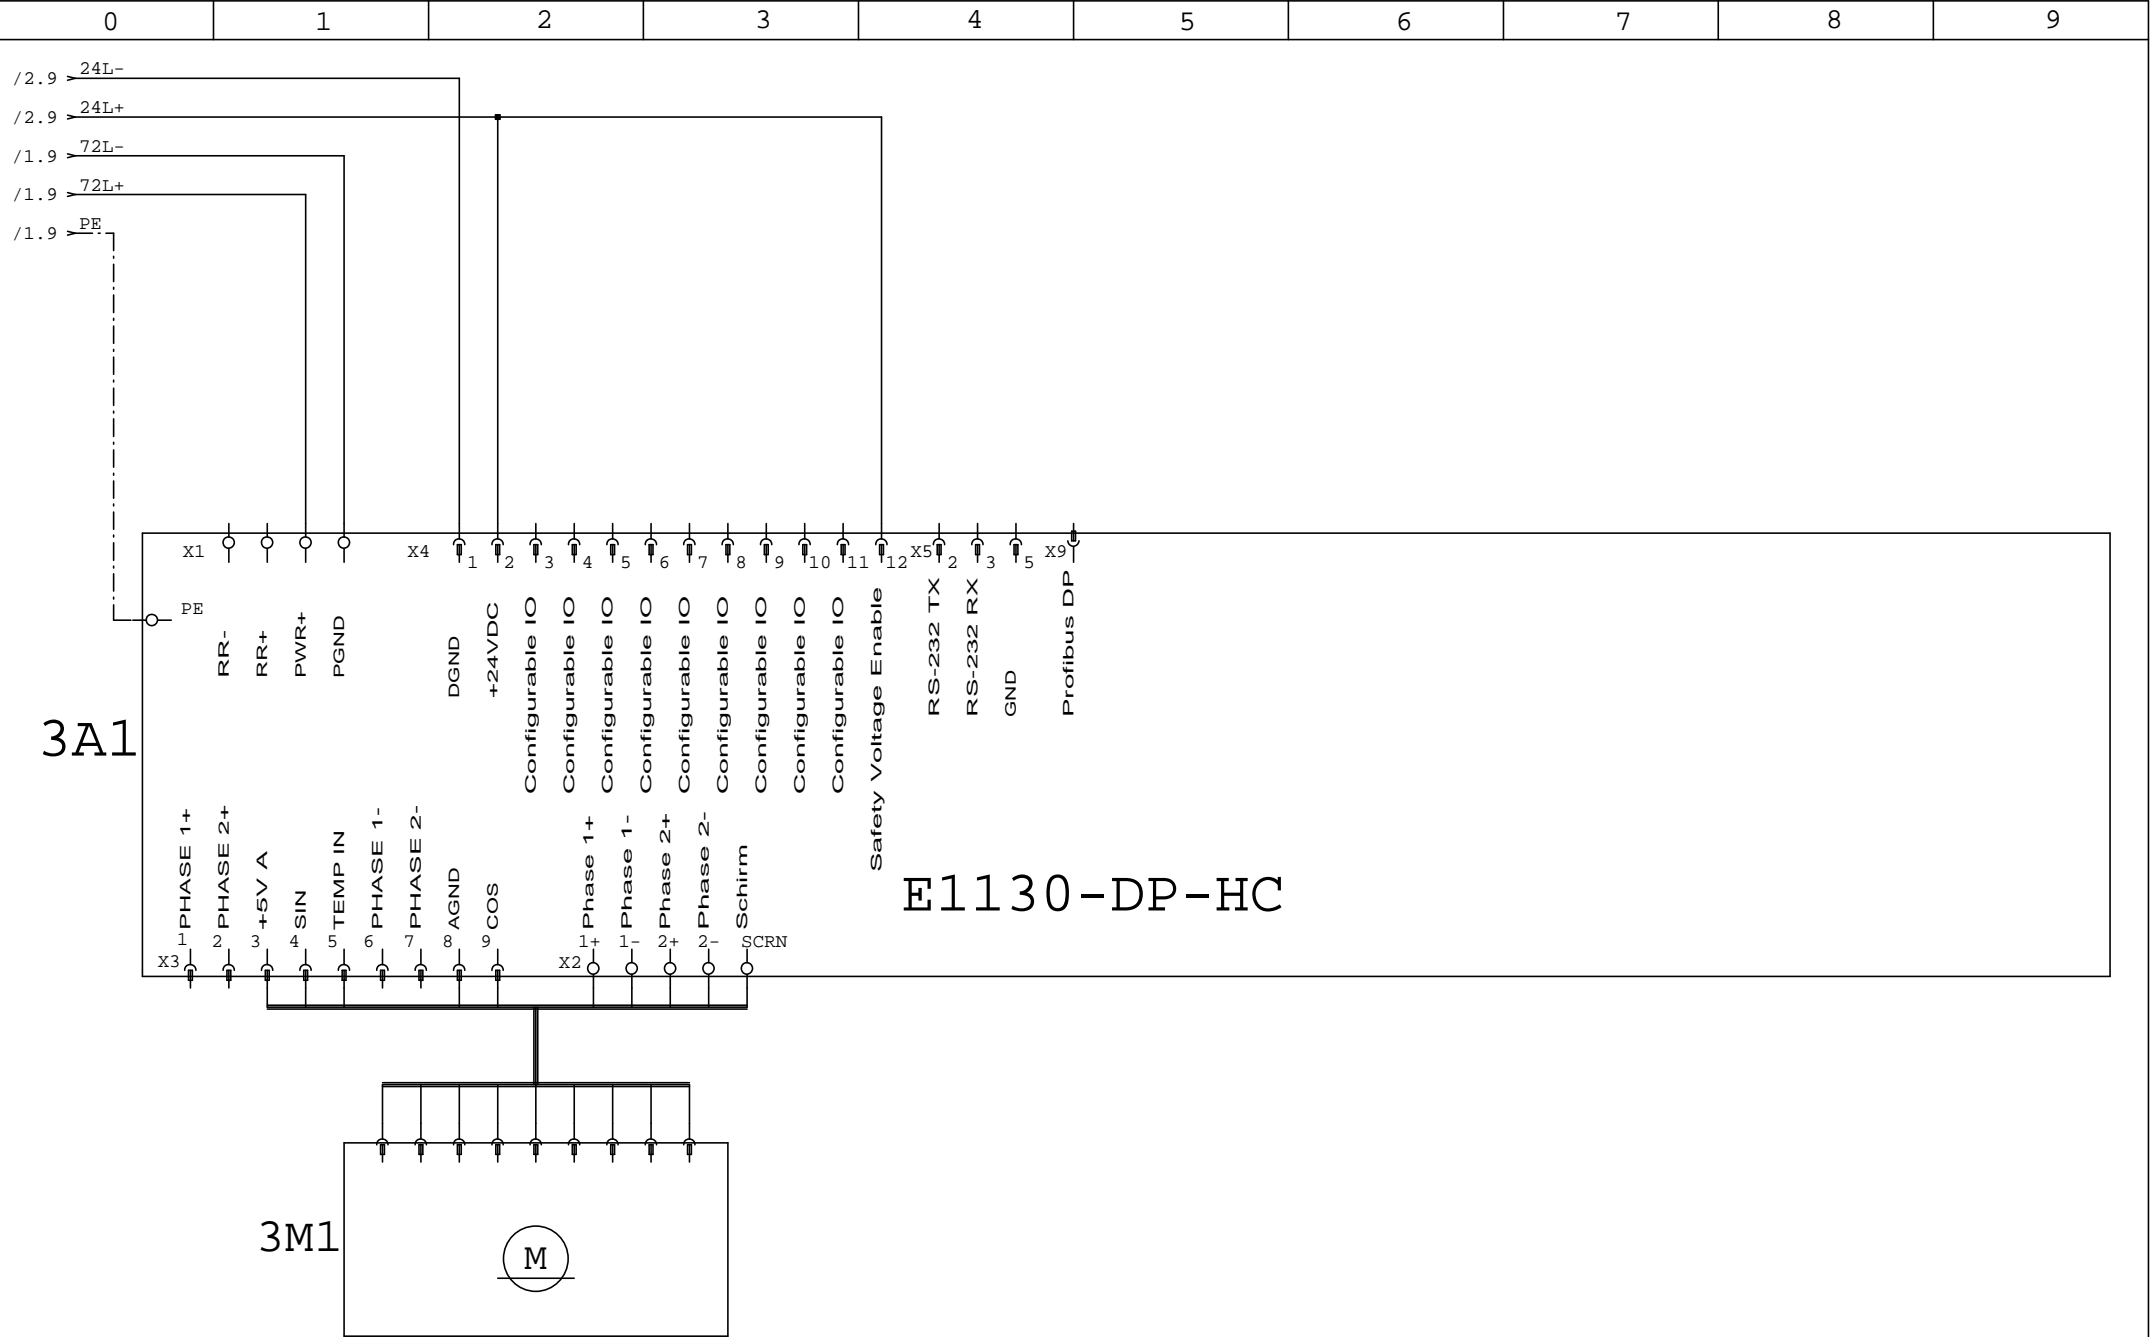 0 1 2 3 4 5 6 7 8 9
/2.9 24L-
/2.9 24L+
/1.9 72L-
/1.9 72L+
/1.9 PE
X1 X4 1 2 3 4 5 6 7 8 9 10 11 12 X5 2 3 5 X9
PE
RR-
RR+
PWR+
PGND
DGND
+24VDC
Configurable IO
Configurable IO
Configurable IO
Configurable IO
Configurable IO
Configurable IO
Configurable IO
Configurable IO
Configurable IO
Safety Voltage Enable
RS-232 TX
RS-232 RX
GND
Profibus DP
3A1
PHASE 1+
PHASE 2+
+5V A
SIN
TEMP IN
PHASE 1-
PHASE 2-
AGND
COS
Phase 1+
Phase 1-
Phase 2+
Phase 2-
Schirm
E1130-DP-HC
1 2 3 4 5 6 7 8 9 1+ 1- 2+ 2- SCRN
X3 X2
3M1
M